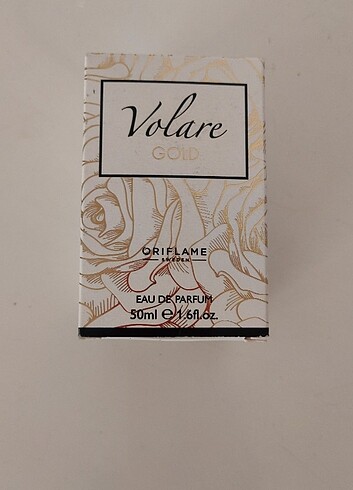 Volare
GOLD
ORIFLAME
SWEDEN
EAU DE PARFUM
50ml e 1.6fl.oz.